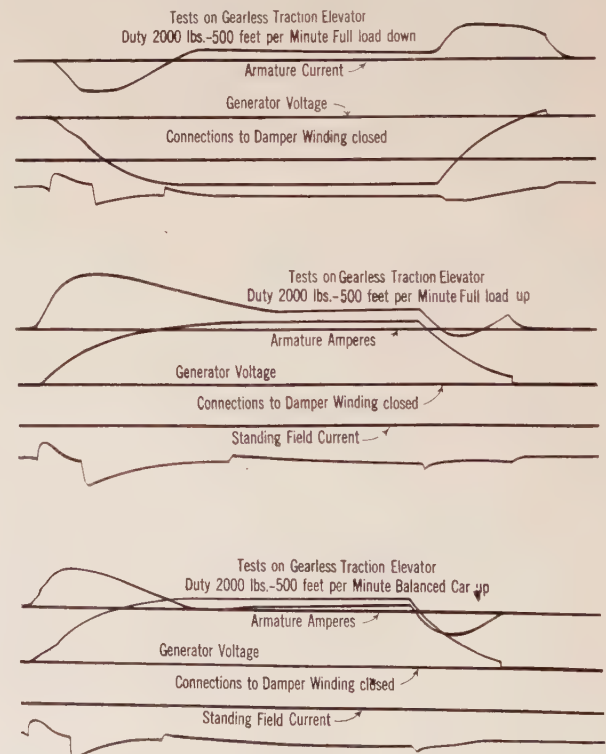 Tests on Gearless Traction Elevator
Duty 2000 lbs.-500 feet per Minute Full load down
Armature Current
Generator Voltage
Connections to Damper Winding closed
Tests on Gearless Traction Elevator
Duty 2000 lbs.-500 feet per Minute Full load up
Armature Amperes
Generator Voltage
Connections to Damper Winding closed
Standing Field Current
Tests on Gearless Traction Elevator
Duty 2000 lbs.-500 feet per Minute Balanced Car up
Armature Amperes
Generator Voltage
Connections to Damper Winding closed
Standing Field Current